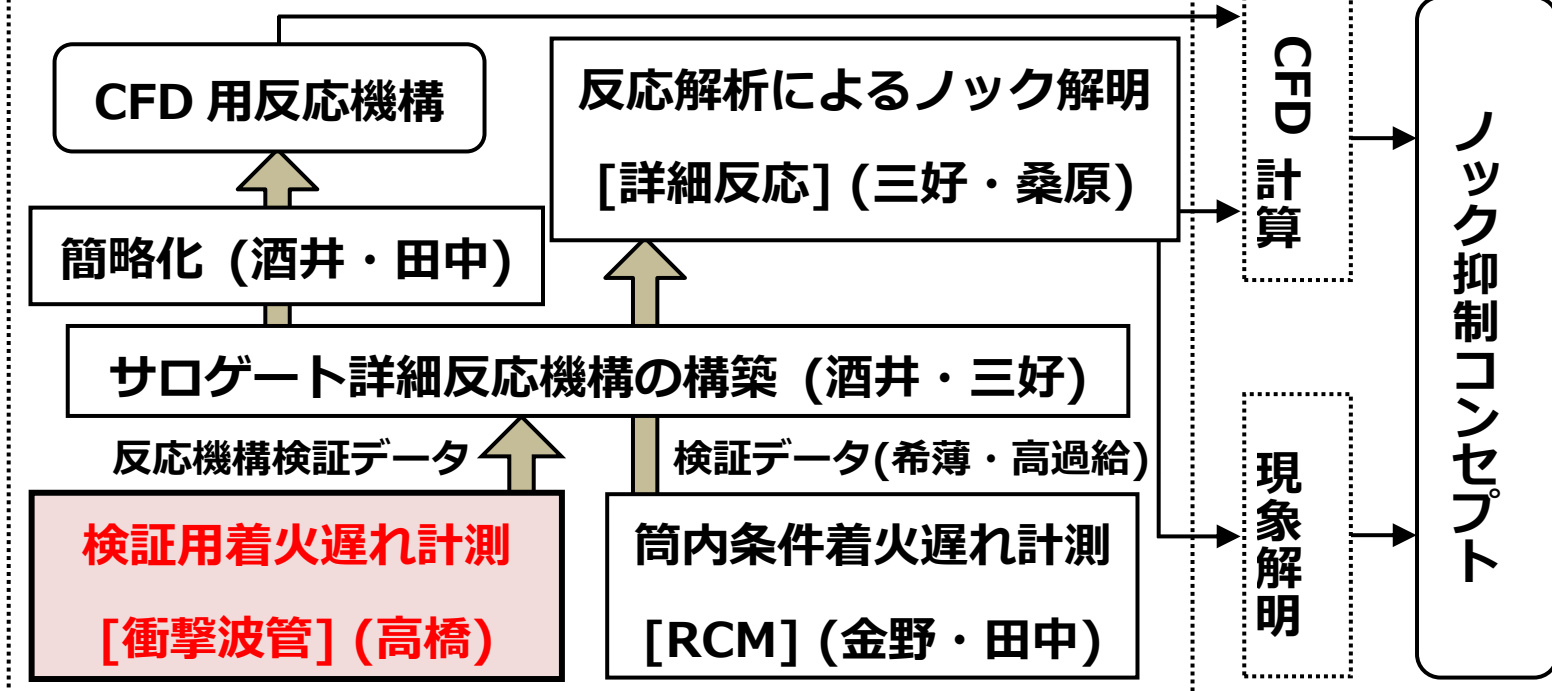 CFD 用反応機構
反応解析によるノック解明
[詳細反応] (三好・桑原)
簡略化 (酒井・田中)
サロゲート詳細反応機構の構築 (酒井・三好)
反応機構検証データ
検証データ(希薄・高過給)
検証用着火遅れ計測
[衝撃波管] (高橋)
筒内条件着火遅れ計測
[RCM] (金野・田中)
CFD 計算
現象解明
ノック抑制コンセプト